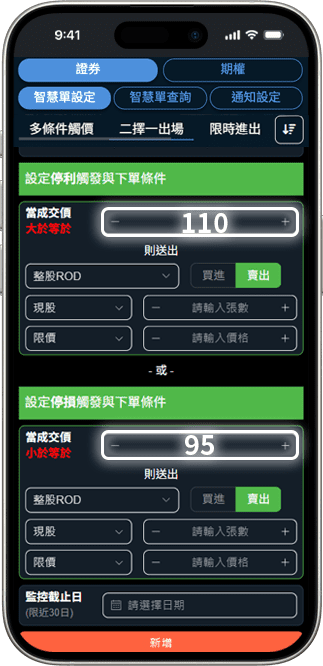 9:41
證券 期權
智慧單設定 智慧單查詢 通知設定
多條件觸價 二擇一出場 限時進出
設定停利觸發與下單條件
當成交價
大於等於
− 110 +
則送出
整股ROD 買進 賣出
現股 − 請輸入張數 +
限價 − 請輸入價格 +
- 或 -
設定停損觸發與下單條件
當成交價
小於等於
− 95 +
則送出
整股ROD 買進 賣出
現股 − 請輸入張數 +
限價 − 請輸入價格 +
監控截止日
(限近30日) 請選擇日期
新增